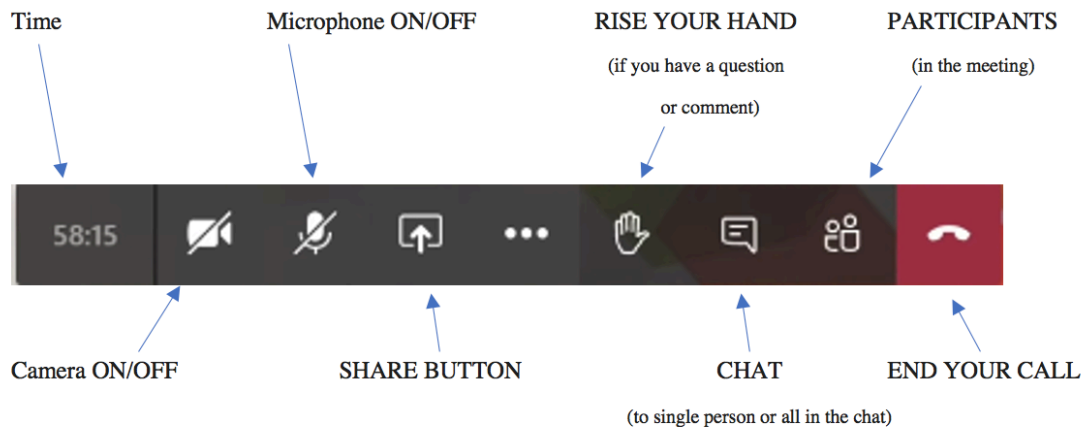 Time Microphone ON/OFF RISE YOUR HAND PARTICIPANTS
(if you have a question (in the meeting)
or comment)
58:15
Camera ON/OFF SHARE BUTTON CHAT END YOUR CALL
(to single person or all in the chat)